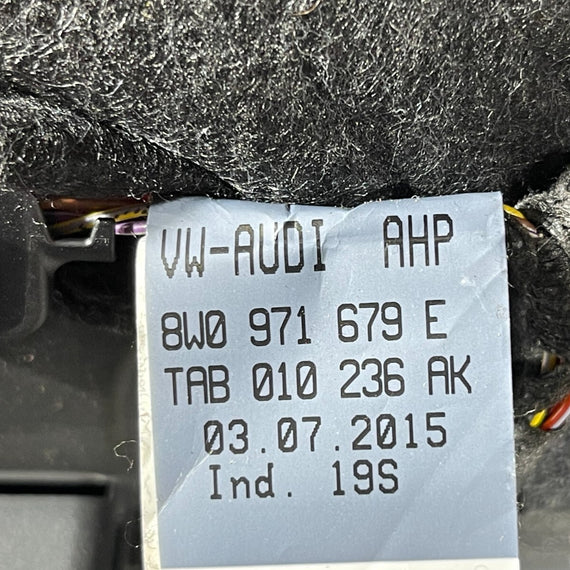 VW-AUDI AHP
8W0 971 679 E
TAB 010 236 AK
03.07.2015
Ind. 19S